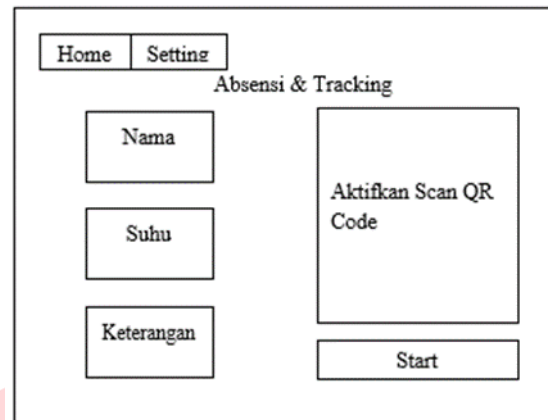 Home Setting
Absensi & Tracking
Nama
Suhu
Keterangan
Aktifkan Scan QR
Code
Start